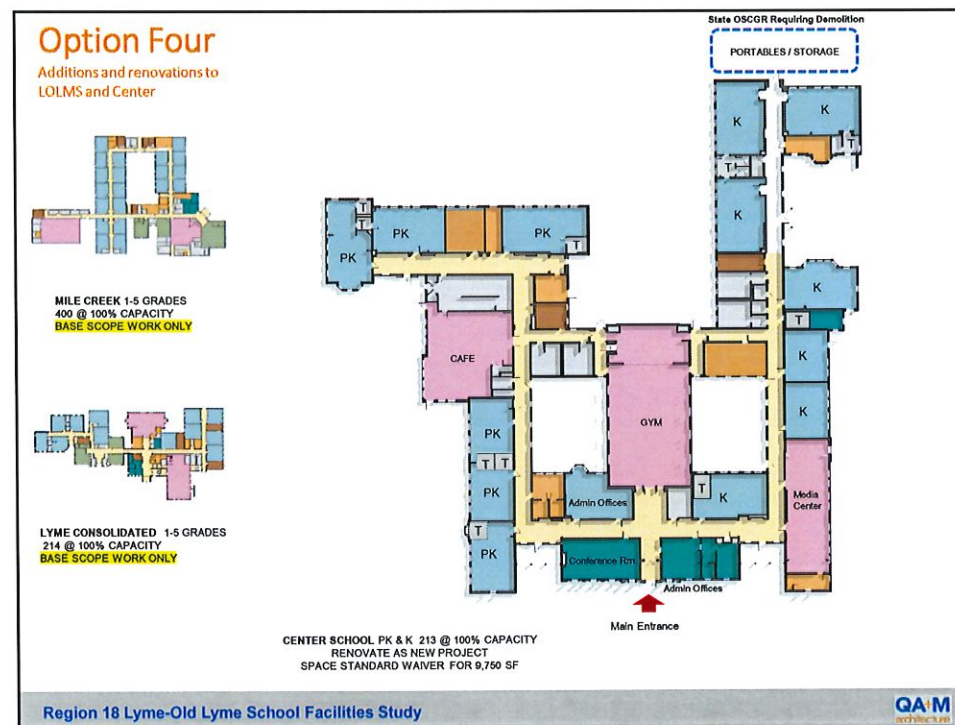 Option Four
Additions and renovations to
LOLMS and Center
MILE CREEK 1-5 GRADES
400 @ 100% CAPACITY
BASE SCOPE WORK ONLY
LYME CONSOLIDATED 1-5 GRADES
214 @ 100% CAPACITY
BASE SCOPE WORK ONLY
State OSCGR Requiring Demolition
PORTABLES / STORAGE
K
K
T
T
K
T
PK
T
PK
PK
T
K
T
CAFE
K
GYM
K
PK
T
T
PK
T
PK
Admin Offices
T
K
Media
Center
Conference Rm
Admin Offices
Main Entrance
CENTER SCHOOL PK & K 213 @ 100% CAPACITY
RENOVATE AS NEW PROJECT
SPACE STANDARD WAIVER FOR 9,750 SF
Region 18 Lyme-Old Lyme School Facilities Study
QA+M
architecture